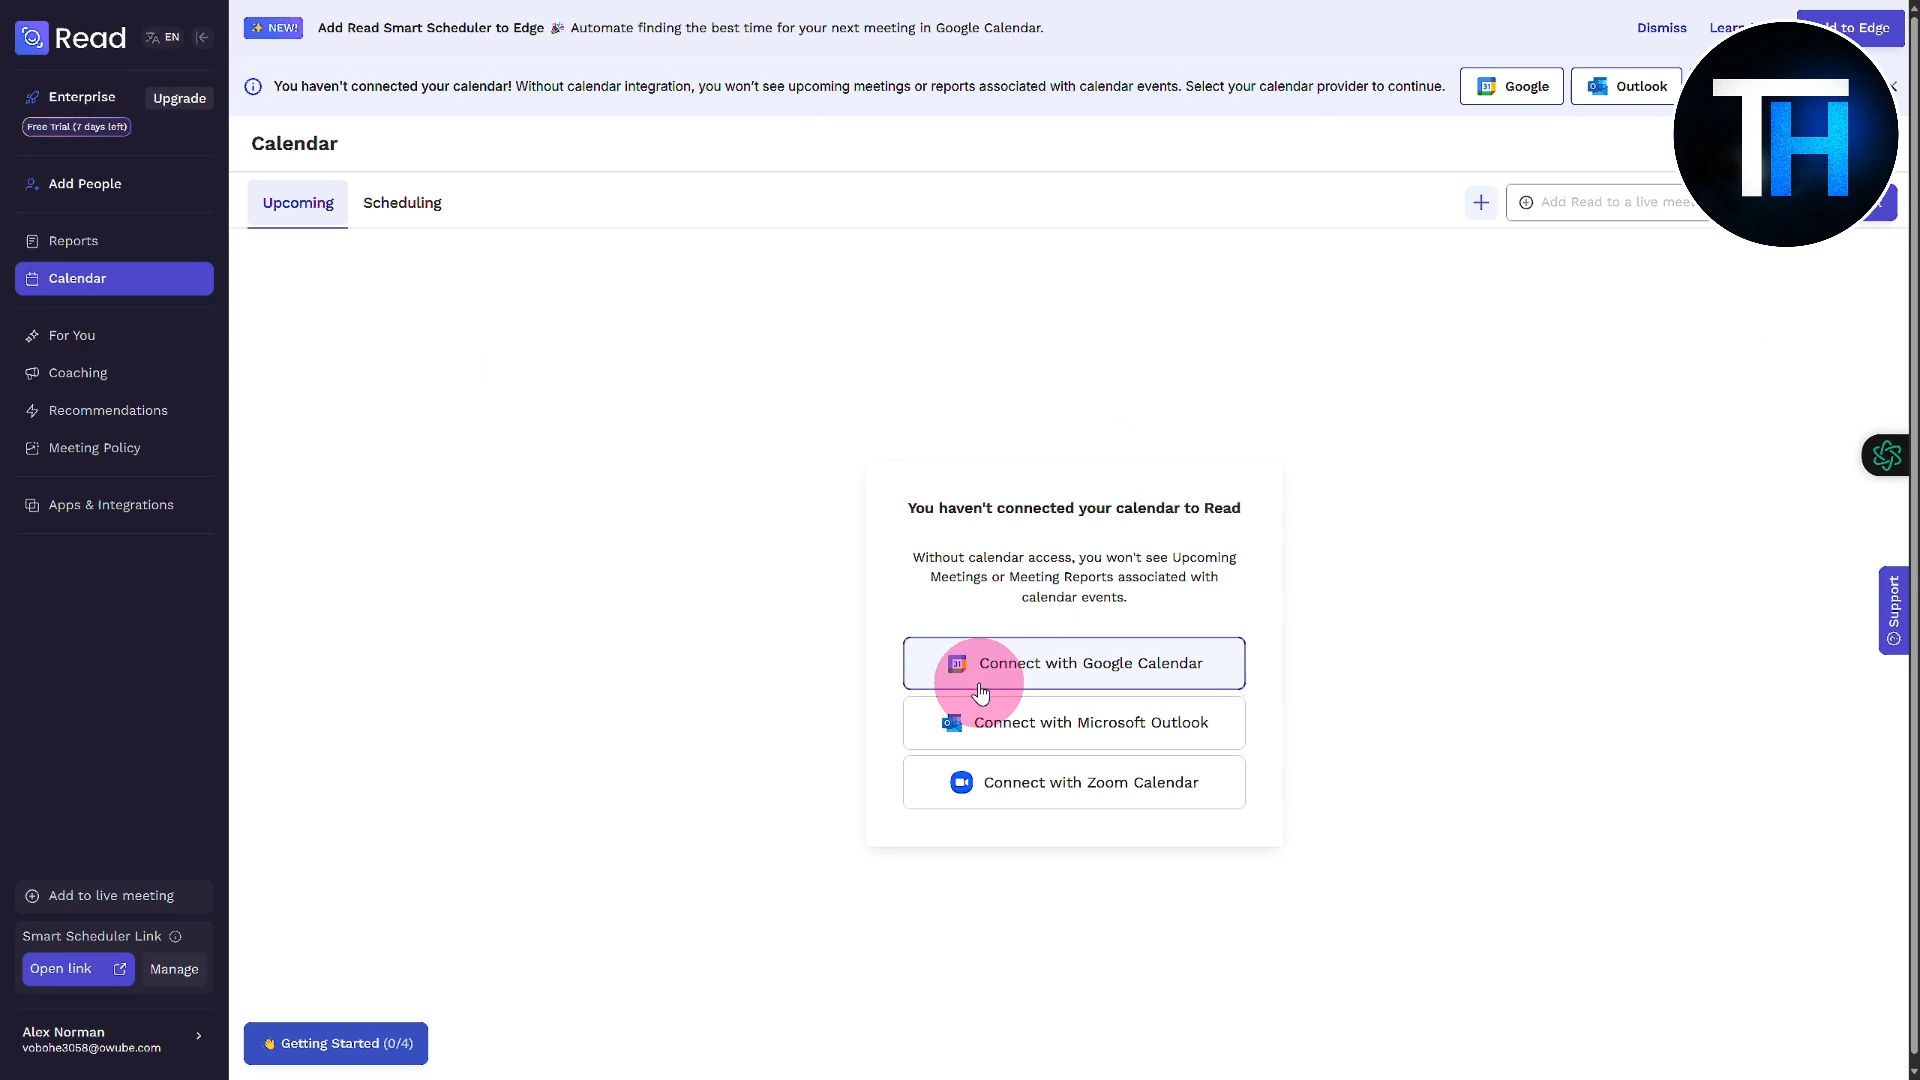 Read
EN
Enterprise
Upgrade
Free Trial (7 days left)
Add People
Reports
Calendar
For You
Coaching
Recommendations
Meeting Policy
Apps & Integrations
Add to live meeting
Smart Scheduler Link
Open link
Manage
Alex Norman
vobohe3058@owube.com
✨ NEW!
Add Read Smart Scheduler to Edge 🎉 Automate finding the best time for your next meeting in Google Calendar.
Dismiss
to Edge
You haven't connected your calendar! Without calendar integration, you won't see upcoming meetings or reports associated with calendar events. Select your calendar provider to continue.
Google
Outlook
TH
Calendar
Upcoming
Scheduling
Add Read to a live
You haven't connected your calendar to Read
Without calendar access, you won't see Upcoming
Meetings or Meeting Reports associated with
calendar events.
Connect with Google Calendar
Connect with Microsoft Outlook
Connect with Zoom Calendar
Support
👋 Getting Started (0/4)